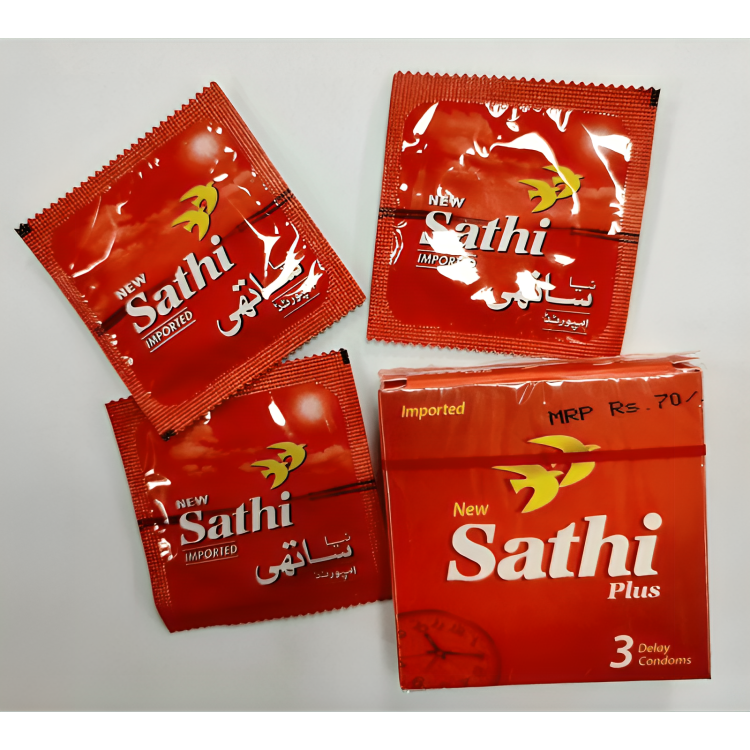 NEW
Sathi
IMPORTED
ساتھی
امپورٹڈ
NEW
Sathi
IMPORTED
نیا
ساتھی
امپورٹڈ
NEW
Sathi
IMPORTED
نیا
ساتھی
امپورٹڈ
Imported
MRP Rs.70/-
New
Sathi
Plus
3 Delay
Condoms